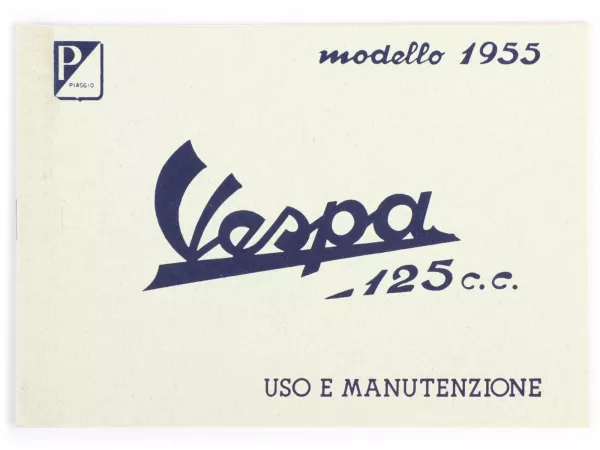 P
PIAGGIO
modello 1955
Vespa
125 c.c.
USO E MANUTENZIONE